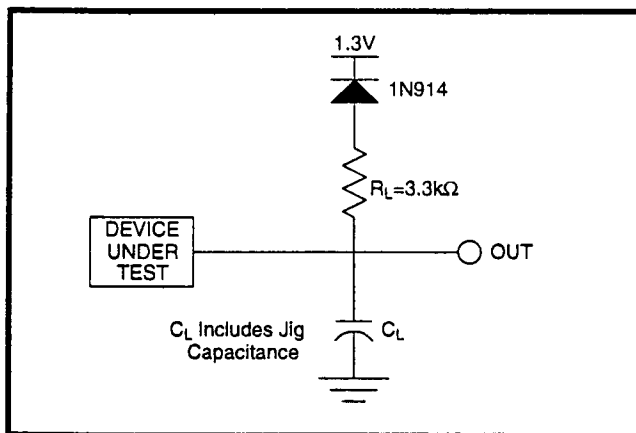 1.3V
1N914
R_L=3.3kΩ
DEVICE
UNDER
TEST
OUT
C_L Includes Jig
Capacitance
C_L